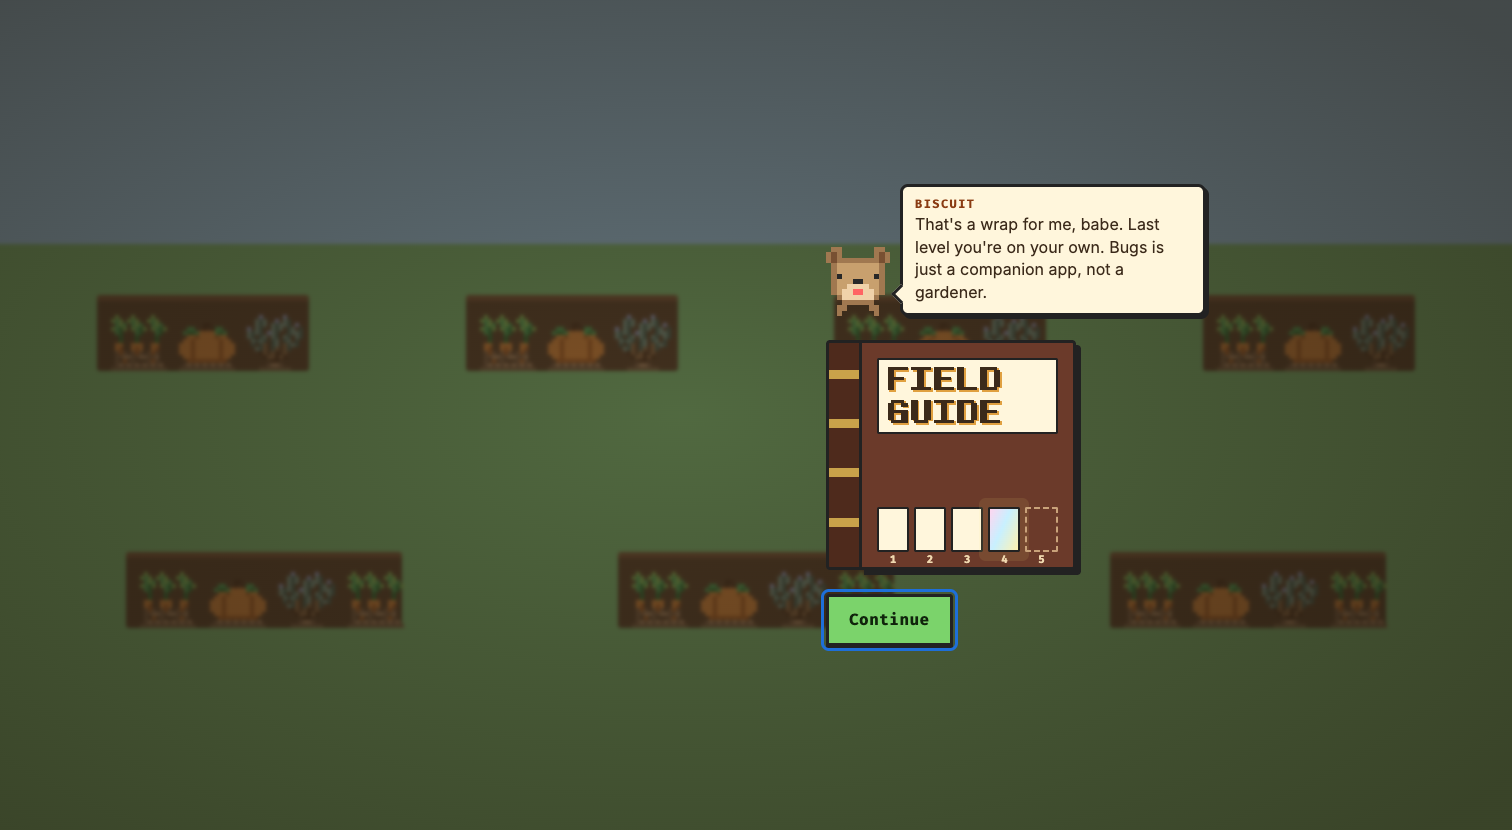 BISCUIT
That's a wrap for me, babe. Last
level you're on your own. Bugs is
just a companion app, not a
gardener.
FIELD
GUIDE
1 2 3 4 5
Continue